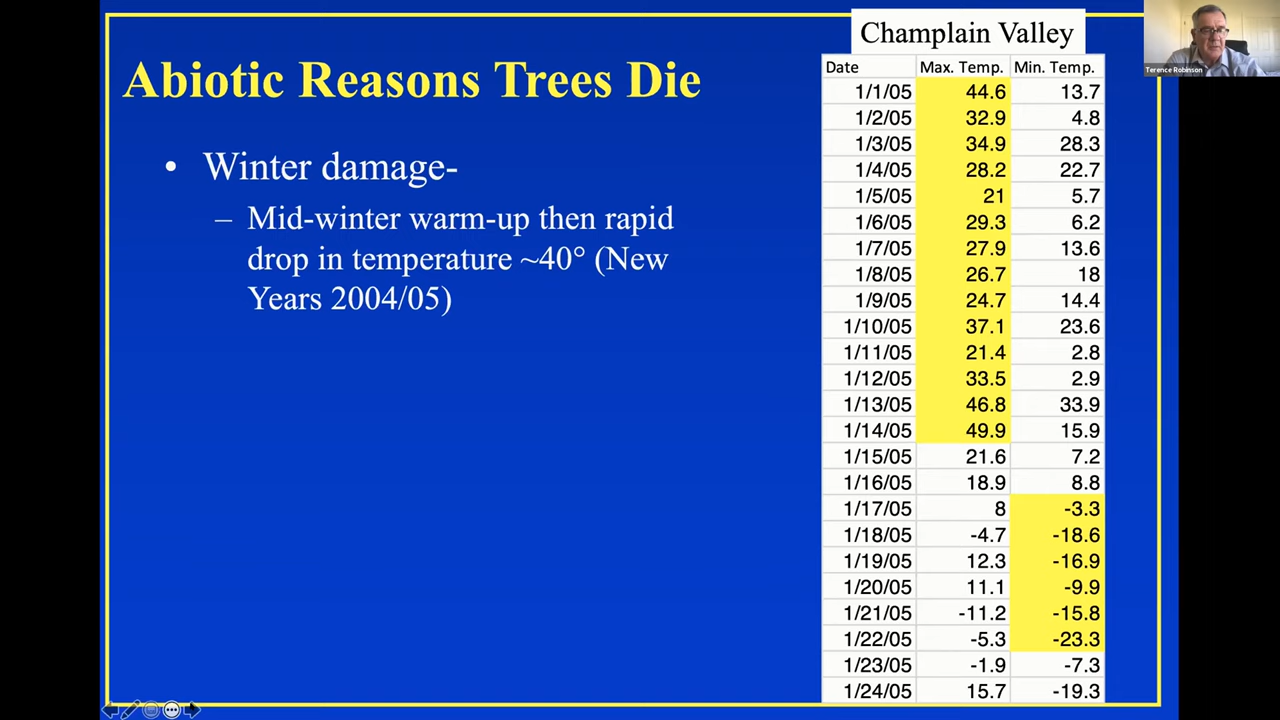 Abiotic Reasons Trees Die
• Winter damage-
– Mid-winter warm-up then rapid
drop in temperature ~40° (New
Years 2004/05)
Champlain Valley
Date Max. Temp. Min. Temp.
1/1/05 44.6 13.7
1/2/05 32.9 4.8
1/3/05 34.9 28.3
1/4/05 28.2 22.7
1/5/05 21 5.7
1/6/05 29.3 6.2
1/7/05 27.9 13.6
1/8/05 26.7 18
1/9/05 24.7 14.4
1/10/05 37.1 23.6
1/11/05 21.4 2.8
1/12/05 33.5 2.9
1/13/05 46.8 33.9
1/14/05 49.9 15.9
1/15/05 21.6 7.2
1/16/05 18.9 8.8
1/17/05 8 -3.3
1/18/05 -4.7 -18.6
1/19/05 12.3 -16.9
1/20/05 11.1 -9.9
1/21/05 -11.2 -15.8
1/22/05 -5.3 -23.3
1/23/05 -1.9 -7.3
1/24/05 15.7 -19.3
Terence Robinson